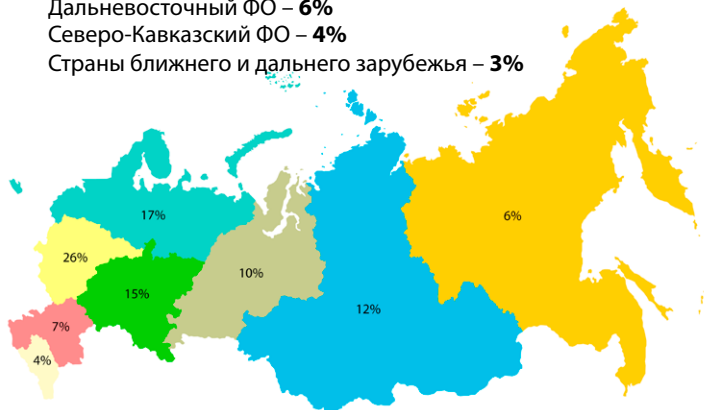 Дальневосточный ФО – 6%
Северо-Кавказский ФО – 4%
Страны ближнего и дальнего зарубежья – 3%
17%
6%
26%
10%
15%
12%
7%
4%